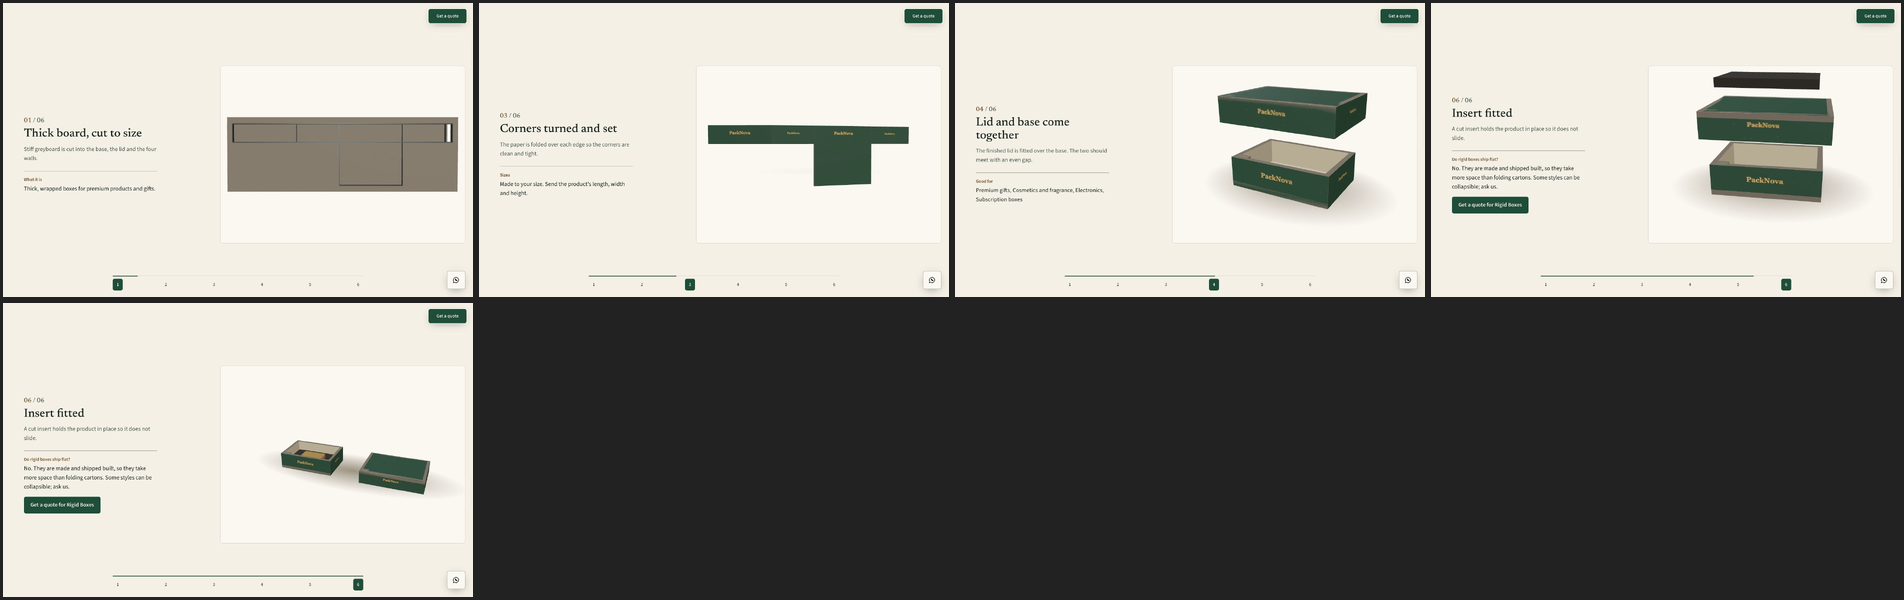 Get a quote
01 / 06
Thick board, cut to size
Stiff greyboard is cut into the base, the lid and the four
walls.
What it is
Thick, wrapped boxes for premium products and gifts.
1 2 3 4 5 6
Get a quote
03 / 06
Corners turned and set
The paper is folded over each edge so the corners are
clean and tight.
Sizes
Made to your size. Send the product's length, width
and height.
PackNova PackNova PackNova PackNova
1 2 3 4 5 6
Get a quote
04 / 06
Lid and base come
together
The finished lid is fitted over the base. The two should
meet with an even gap.
Good for
Premium gifts, Cosmetics and fragrance, Electronics,
Subscription boxes
PackNova PackNova
PackNova PackNova
1 2 3 4 5 6
Get a quote
06 / 06
Insert fitted
A cut insert holds the product in place so it does not
slide.
Do rigid boxes ship flat?
No. They are made and shipped built, so they take
more space than folding cartons. Some styles can be
collapsible; ask us.
Get a quote for Rigid Boxes
PackNova
PackNova
1 2 3 4 5 6
Get a quote
06 / 06
Insert fitted
A cut insert holds the product in place so it does not
slide.
Do rigid boxes ship flat?
No. They are made and shipped built, so they take
more space than folding cartons. Some styles can be
collapsible; ask us.
Get a quote for Rigid Boxes
PackNova
PackNova
1 2 3 4 5 6